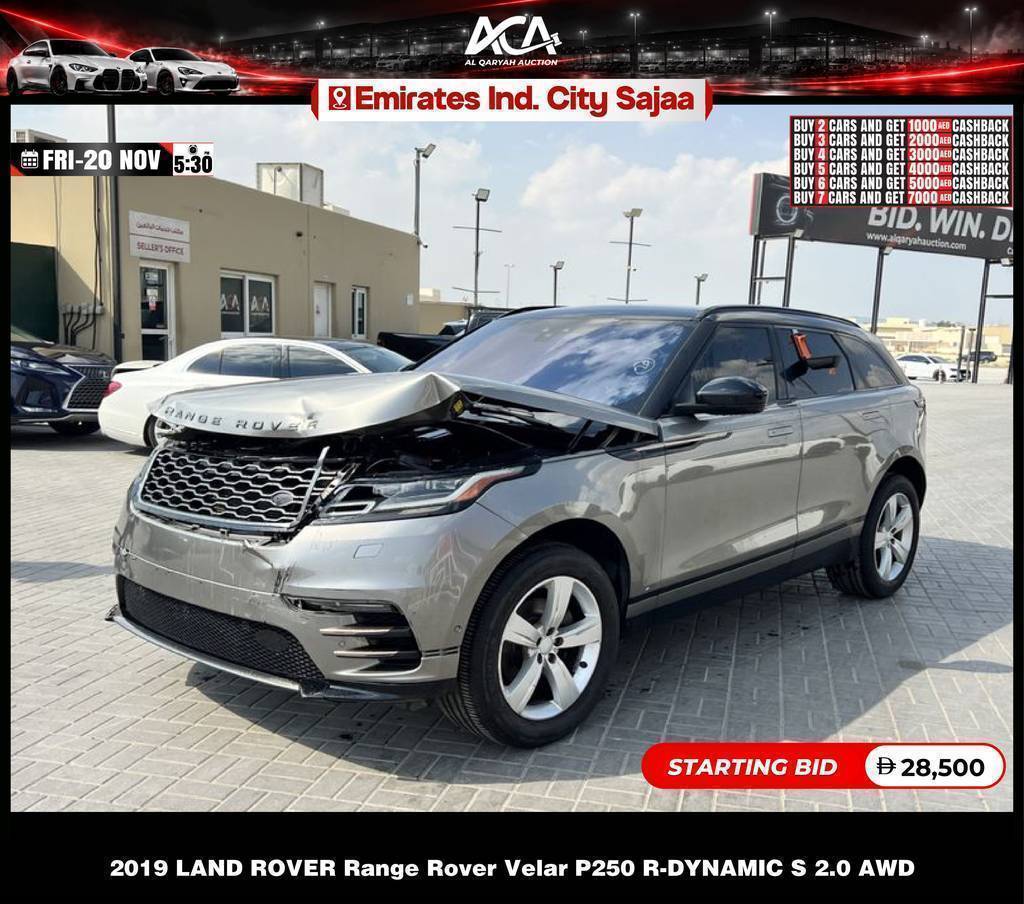 ACA
AL QARYAH AUCTION
Emirates Ind. City Sajaa
FRI-20 NOV 5:30
BUY 2 CARS AND GET 1000 AED CASHBACK
BUY 3 CARS AND GET 2000 AED CASHBACK
BUY 4 CARS AND GET 3000 AED CASHBACK
BUY 5 CARS AND GET 4000 AED CASHBACK
BUY 6 CARS AND GET 5000 AED CASHBACK
BUY 7 CARS AND GET 7000 AED CASHBACK
BID. WIN. D
www.alqaryahauction.com
SELLER'S OFFICE
RANGE ROVER
STARTING BID 28,500
2019 LAND ROVER Range Rover Velar P250 R-DYNAMIC S 2.0 AWD